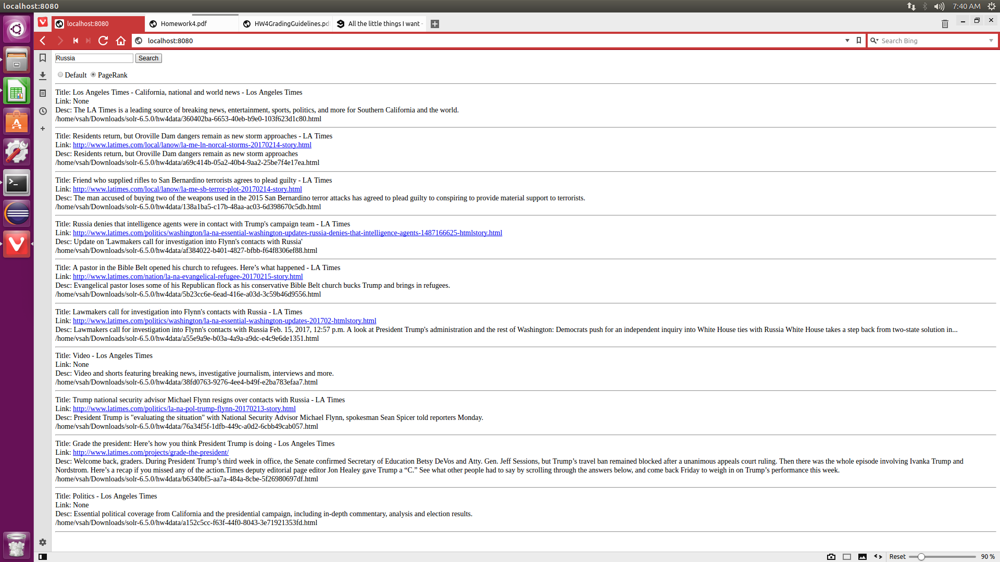 localhost:8080
7:40 AM
localhost:8080
Homework4.pdf
HW4GradingGuidelines.pd
All the little things I want
localhost:8080
Search Bing
Russia
Search
Default
PageRank
Title: Los Angeles Times - California, national and world news - Los Angeles Times
Link: None
Desc: The LA Times is a leading source of breaking news, entertainment, sports, politics, and more for Southern California and the world.
/home/vsah/Downloads/solr-6.5.0/hw4data/360402ba-6653-40eb-b9e0-103f623d1c80.html
Title: Residents return, but Oroville Dam dangers remain as new storm approaches - LA Times
Link: http://www.latimes.com/local/lanow/la-me-ln-norcal-storms-20170214-story.html
Desc: Residents return, but Oroville Dam dangers remain as new storm approaches
/home/vsah/Downloads/solr-6.5.0/hw4data/a69c414b-05a2-40b4-9aa2-25be7f4e17ea.html
Title: Friend who supplied rifles to San Bernardino terrorists agrees to plead guilty - LA Times
Link: http://www.latimes.com/local/lanow/la-me-sb-terror-plot-20170214-story.html
Desc: The man accused of buying two of the weapons used in the 2015 San Bernardino terror attacks has agreed to plead guilty to conspiring to provide material support to terrorists.
/home/vsah/Downloads/solr-6.5.0/hw4data/138a1ba5-c17b-48aa-ac03-6d398670c5db.html
Title: Russia denies that intelligence agents were in contact with Trump's campaign team - LA Times
Link: http://www.latimes.com/politics/washington/la-na-essential-washington-updates-russia-denies-that-intelligence-agents-1487166625-htmlstory.html
Desc: Update on 'Lawmakers call for investigation into Flynn's contacts with Russia'
/home/vsah/Downloads/solr-6.5.0/hw4data/af384022-b401-4827-bfbb-f64f8306ef88.html
Title: A pastor in the Bible Belt opened his church to refugees. Here’s what happened - LA Times
Link: http://www.latimes.com/nation/la-na-evangelical-refugee-20170215-story.html
Desc: Evangelical pastor loses some of his Republican flock as his conservative Bible Belt church bucks Trump and brings in refugees.
/home/vsah/Downloads/solr-6.5.0/hw4data/5b23cc6e-6ead-416e-a03d-3c59b46d9556.html
Title: Lawmakers call for investigation into Flynn's contacts with Russia - LA Times
Link: http://www.latimes.com/politics/washington/la-na-essential-washington-updates-201702-htmlstory.html
Desc: Lawmakers call for investigation into Flynn's contacts with Russia Feb. 15, 2017, 12:57 p.m. A look at President Trump's administration and the rest of Washington: Democrats push for an independent inquiry into White House ties with Russia White House takes a step back from two-state solution in...
/home/vsah/Downloads/solr-6.5.0/hw4data/a55e9a9e-b03a-4a9a-a9dc-e4c9e6de1351.html
Title: Video - Los Angeles Times
Link: None
Desc: Video and shorts featuring breaking news, investigative journalism, interviews and more.
/home/vsah/Downloads/solr-6.5.0/hw4data/38fd0763-9276-4ee4-b49f-e2ba783efaa7.html
Title: Trump national security advisor Michael Flynn resigns over contacts with Russia - LA Times
Link: http://www.latimes.com/politics/la-na-pol-trump-flynn-20170213-story.html
Desc: President Trump is "evaluating the situation" with National Security Advisor Michael Flynn, spokesman Sean Spicer told reporters Monday.
/home/vsah/Downloads/solr-6.5.0/hw4data/76a34f5f-1dfb-449c-a0d2-6cbb49cab057.html
Title: Grade the president: Here’s how you think President Trump is doing - Los Angeles Times
Link: http://www.latimes.com/projects/grade-the-president/
Desc: Welcome back, graders. During President Trump’s third week in office, the Senate confirmed Secretary of Education Betsy DeVos and Atty. Gen. Jeff Sessions, but Trump’s travel ban remained blocked after a unanimous appeals court ruling. Then there was the whole episode involving Ivanka Trump and
Nordstrom. Here’s a recap if you missed any of the action.Times deputy editorial page editor Jon Healey gave Trump a “C.” See what other people had to say by scrolling through the answers below, and come back Friday to weigh in on Trump’s performance this week.
/home/vsah/Downloads/solr-6.5.0/hw4data/b6340bf5-aa7a-484a-8cbe-5f26980697df.html
Title: Politics - Los Angeles Times
Link: None
Desc: Essential political coverage from California and the presidential campaign, including in-depth commentary, analysis and election results.
/home/vsah/Downloads/solr-6.5.0/hw4data/a152c5cc-f63f-44f0-8043-3e71921353fd.html
Reset
90 %